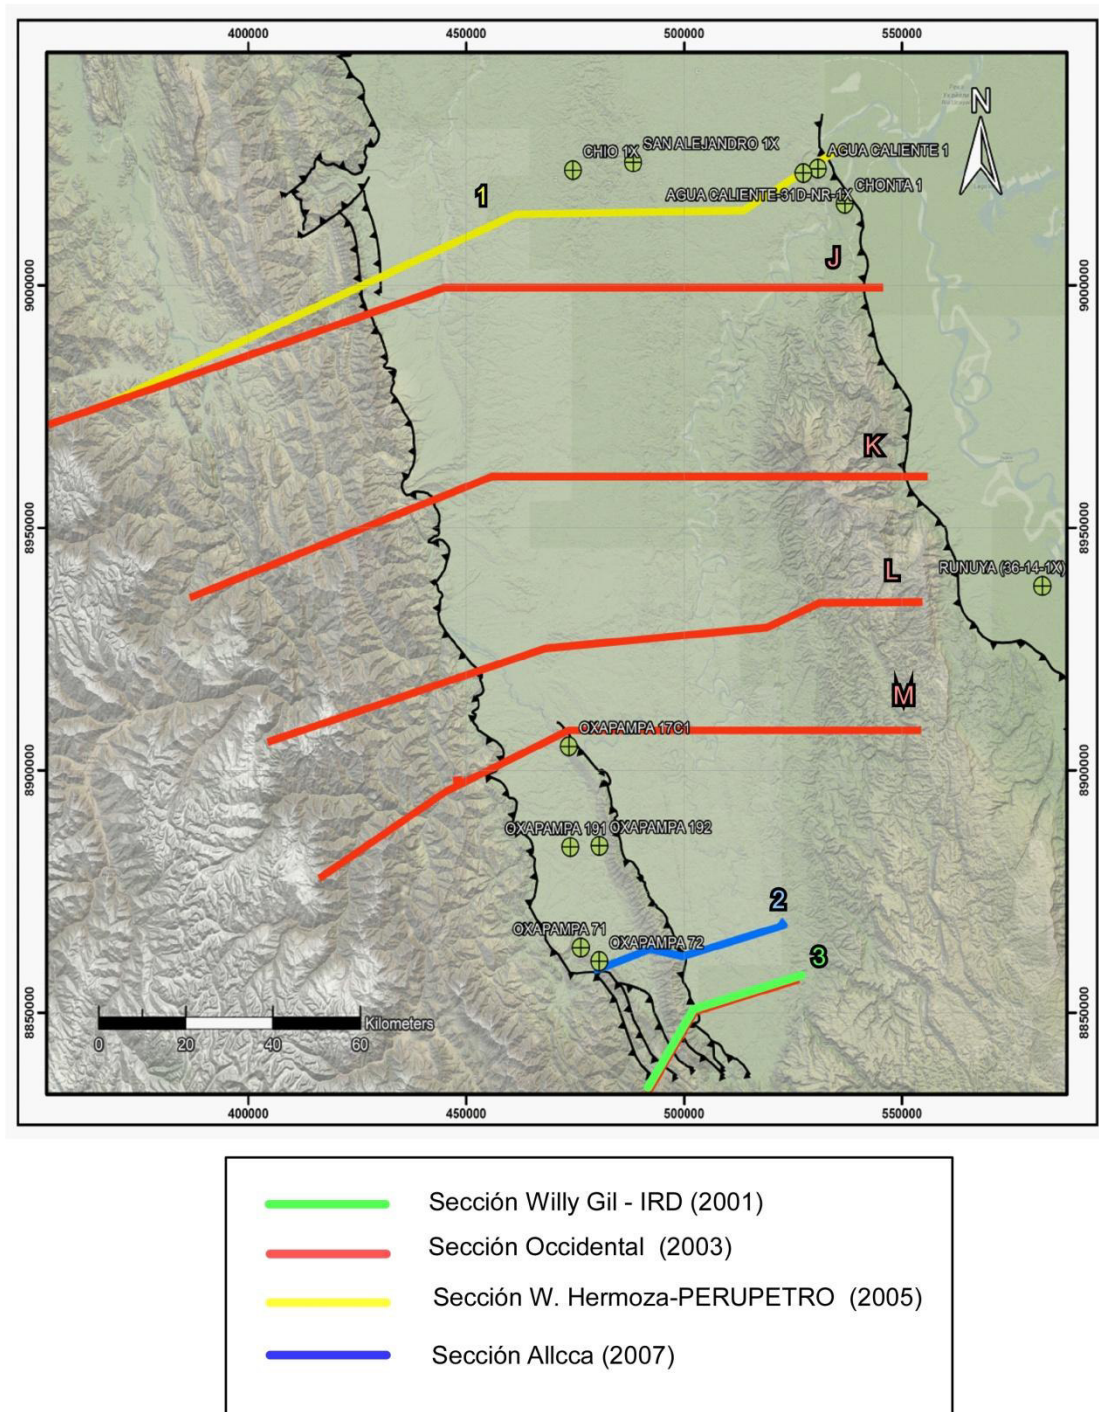 400000 450000 500000 550000
N
CHIO 1X
SAN ALEJANDRO 1X
AGUA CALIENTE 1
AGUA CALIENTE-31D-NR-1X
CHONTA 1
1
J
9000000
9000000
K
8950000
8950000
RUNUYA (36-14-1X)
L
M
OXAPAMPA 17C1
8900000
8900000
OXAPAMPA 191
OXAPAMPA 192
2
OXAPAMPA 71
OXAPAMPA 72
3
8850000
8850000
Kilometers
0 20 40 60
400000 450000 500000 550000
Sección Willy Gil - IRD (2001)
Sección Occidental (2003)
Sección W. Hermoza-PERUPETRO (2005)
Sección Allcca (2007)